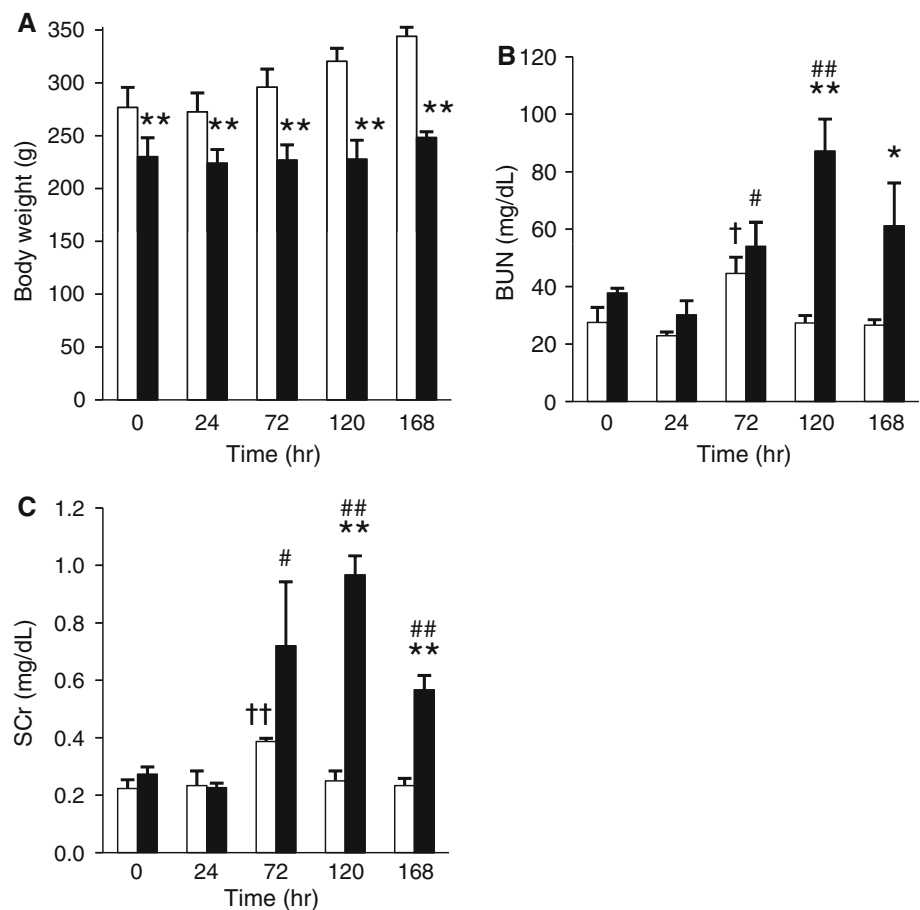 A
Body weight (g)
350
300
250
200
150
100
50
0
** ** ** ** **
0 24 72 120 168
Time (hr)
B
BUN (mg/dL)
120
100
80
60
40
20
0
##
**
*
#
†
0 24 72 120 168
Time (hr)
C
SCr (mg/dL)
1.2
1.0
0.8
0.6
0.4
0.2
0.0
##
**
#
##
**
††
0 24 72 120 168
Time (hr)